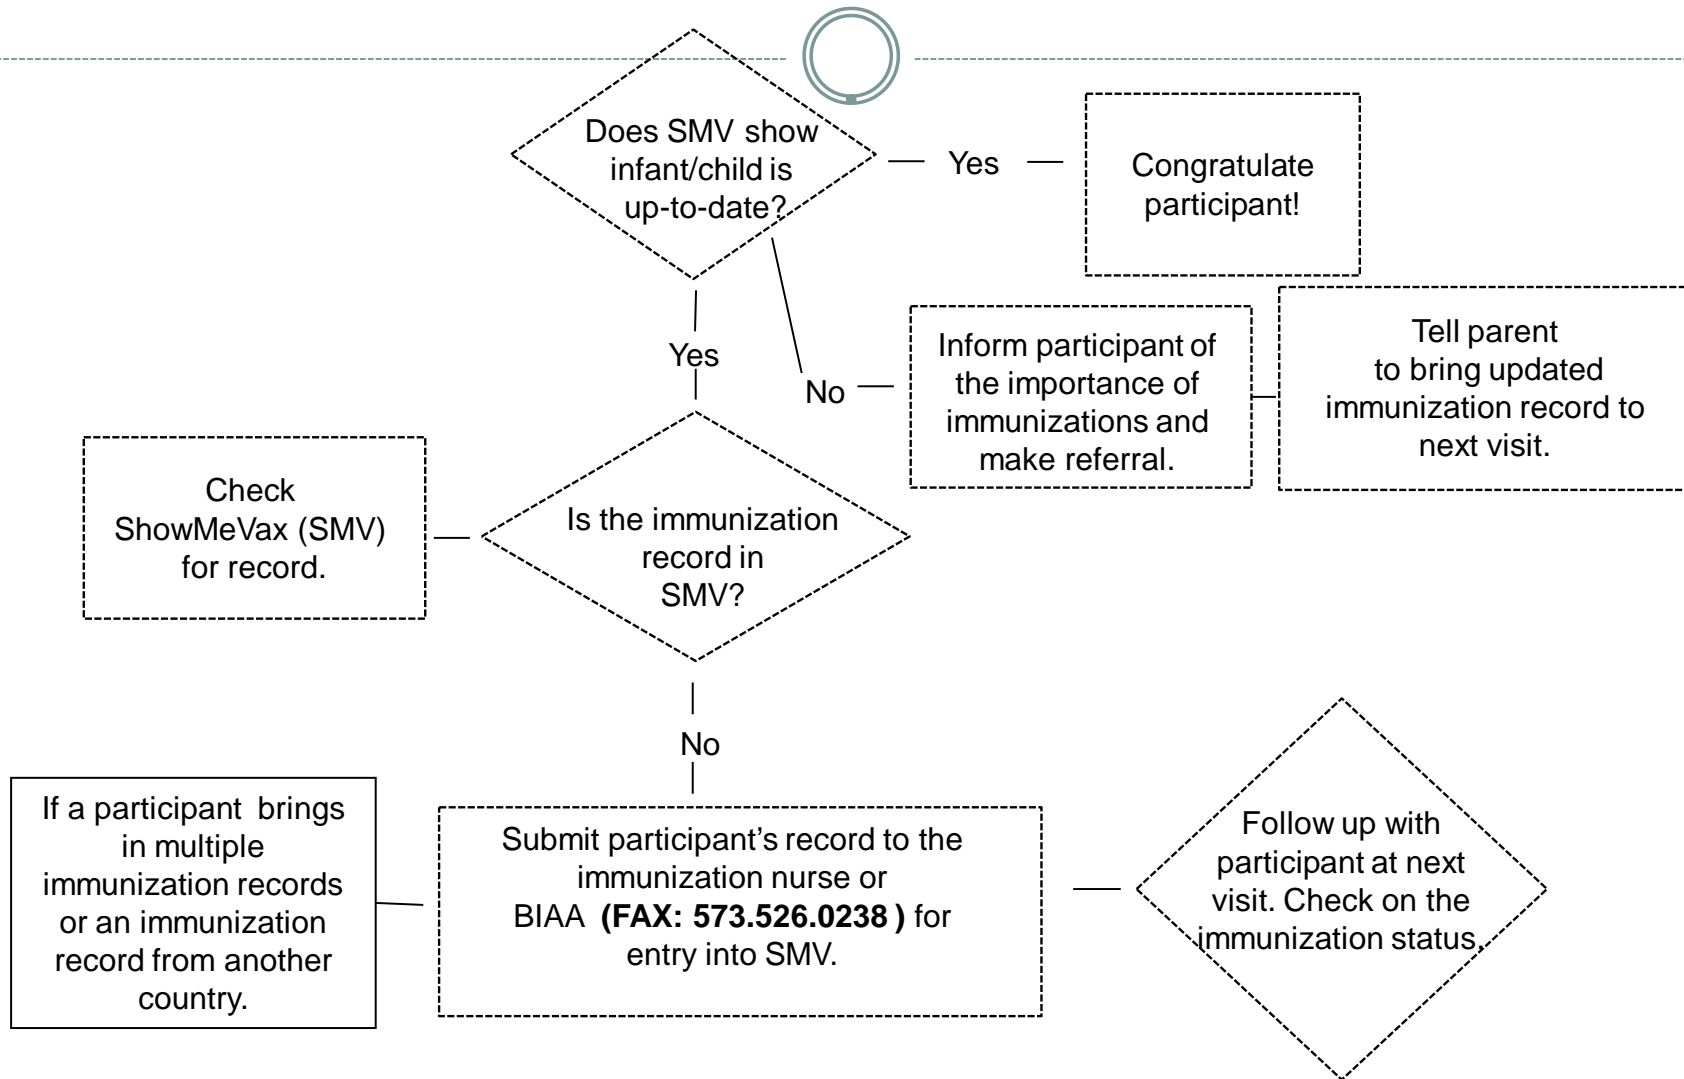 Does SMV show
infant/child is
up-to-date?
Yes
Congratulate
participant!
Yes
No
Inform participant of
the importance of
immunizations and
make referral.
Tell parent
to bring updated
immunization record to
next visit.
Check
ShowMeVax (SMV)
for record.
Is the immunization
record in
SMV?
No
If a participant brings
in multiple
immunization records
or an immunization
record from another
country.
Submit participant’s record to the
immunization nurse or
BIAA (FAX: 573.526.0238 ) for
entry into SMV.
Follow up with
participant at next
visit. Check on the
immunization status.